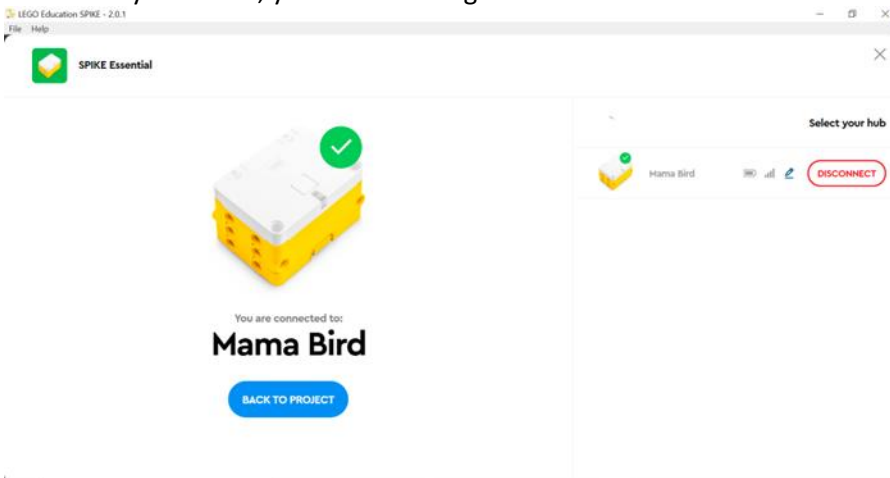 LEGO Education SPIKE - 2.0.1
File Help
SPIKE Essential
Select your hub
Mama Bird
DISCONNECT
You are connected to:
Mama Bird
BACK TO PROJECT